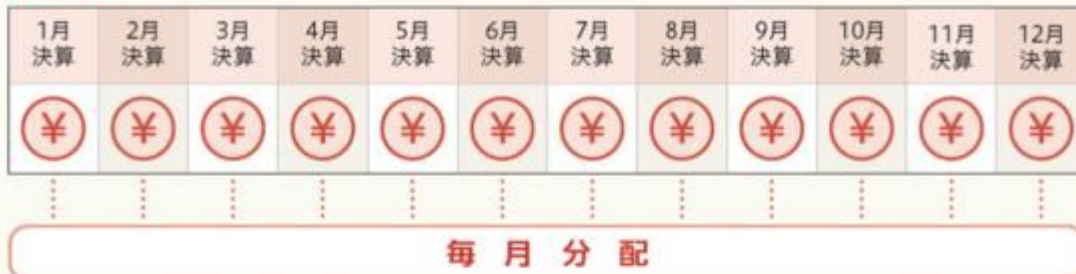 1月 2月 3月 4月 5月 6月 7月 8月 9月 10月 11月 12月
決算 決算 決算 決算 決算 決算 決算 決算 決算 決算 決算 決算
¥ ¥ ¥ ¥ ¥ ¥ ¥ ¥ ¥ ¥ ¥ ¥
毎月分配